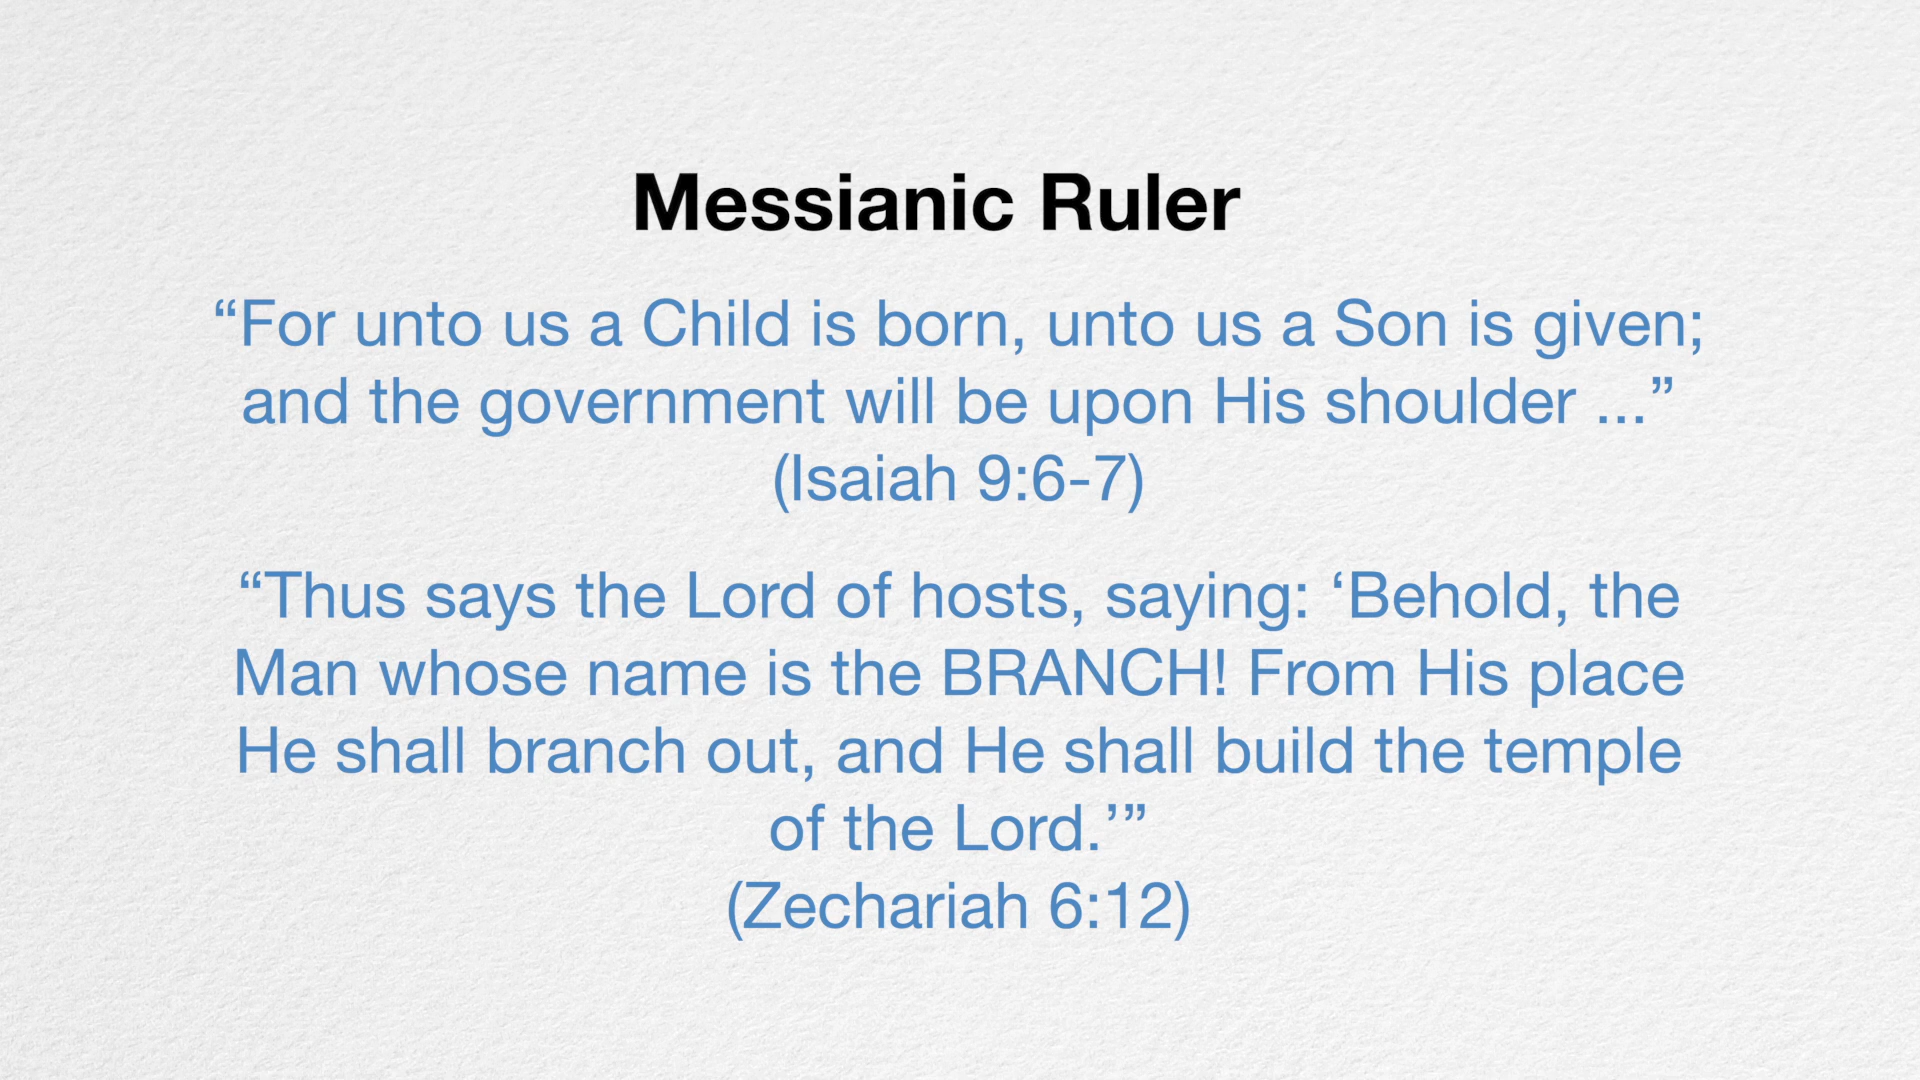 Messianic Ruler
“For unto us a Child is born, unto us a Son is given;
and the government will be upon His shoulder ...”
(Isaiah 9:6-7)
“Thus says the Lord of hosts, saying: ‘Behold, the
Man whose name is the BRANCH! From His place
He shall branch out, and He shall build the temple
of the Lord.’”
(Zechariah 6:12)